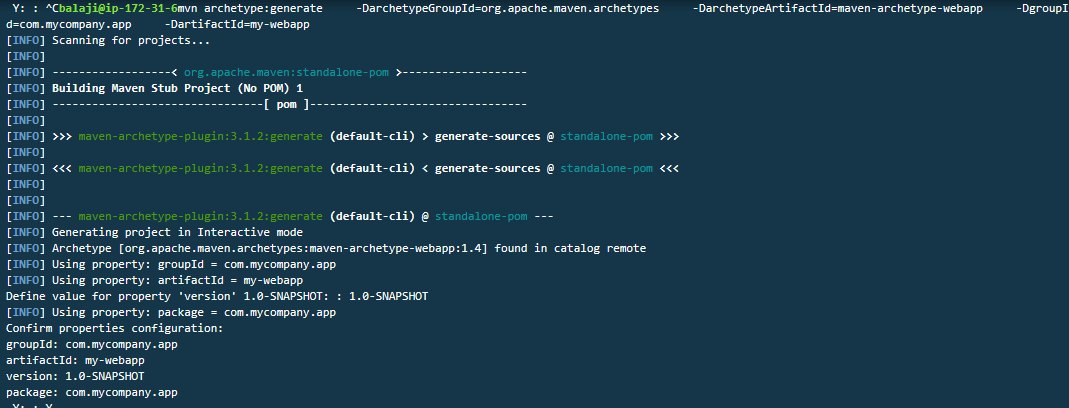 Y: : ^Cbalaji@ip-172-31-6mvn archetype:generate -DarchetypeGroupId=org.apache.maven.archetypes -DarchetypeArtifactId=maven-archetype-webapp -DgroupI
d=com.mycompany.app -DartifactId=my-webapp
[INFO] Scanning for projects...
[INFO]
[INFO] ------------------< org.apache.maven:standalone-pom >-------------------
[INFO] Building Maven Stub Project (No POM) 1
[INFO] --------------------------------[ pom ]---------------------------------
[INFO]
[INFO] >>> maven-archetype-plugin:3.1.2:generate (default-cli) > generate-sources @ standalone-pom >>>
[INFO]
[INFO] <<< maven-archetype-plugin:3.1.2:generate (default-cli) < generate-sources @ standalone-pom <<<
[INFO]
[INFO]
[INFO] --- maven-archetype-plugin:3.1.2:generate (default-cli) @ standalone-pom ---
[INFO] Generating project in Interactive mode
[INFO] Archetype [org.apache.maven.archetypes:maven-archetype-webapp:1.4] found in catalog remote
[INFO] Using property: groupId = com.mycompany.app
[INFO] Using property: artifactId = my-webapp
Define value for property 'version' 1.0-SNAPSHOT: : 1.0-SNAPSHOT
[INFO] Using property: package = com.mycompany.app
Confirm properties configuration:
groupId: com.mycompany.app
artifactId: my-webapp
version: 1.0-SNAPSHOT
package: com.mycompany.app
Y: : Y